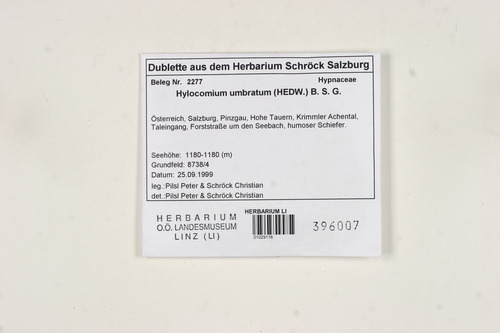 Dublette aus dem Herbarium Schröck Salzburg
Beleg Nr. 2277 Hypnaceae
Hylocomium umbratum (HEDW.) B. S. G.
Österreich, Salzburg, Pinzgau, Hohe Tauern, Krimmler Achental,
Taleingang, Forststraße um den Seebach, humoser Schiefer.
Seehöhe: 1180-1180 (m)
Grundfeld: 8738/4
Datum: 25.09.1999
leg.:Pilsl Peter & Schröck Christian
det.:Pilsl Peter & Schröck Christian
HERBARIUM
O.Ö. LANDESMUSEUM
LINZ (LI)
HERBARIUM LI
01029116
396007